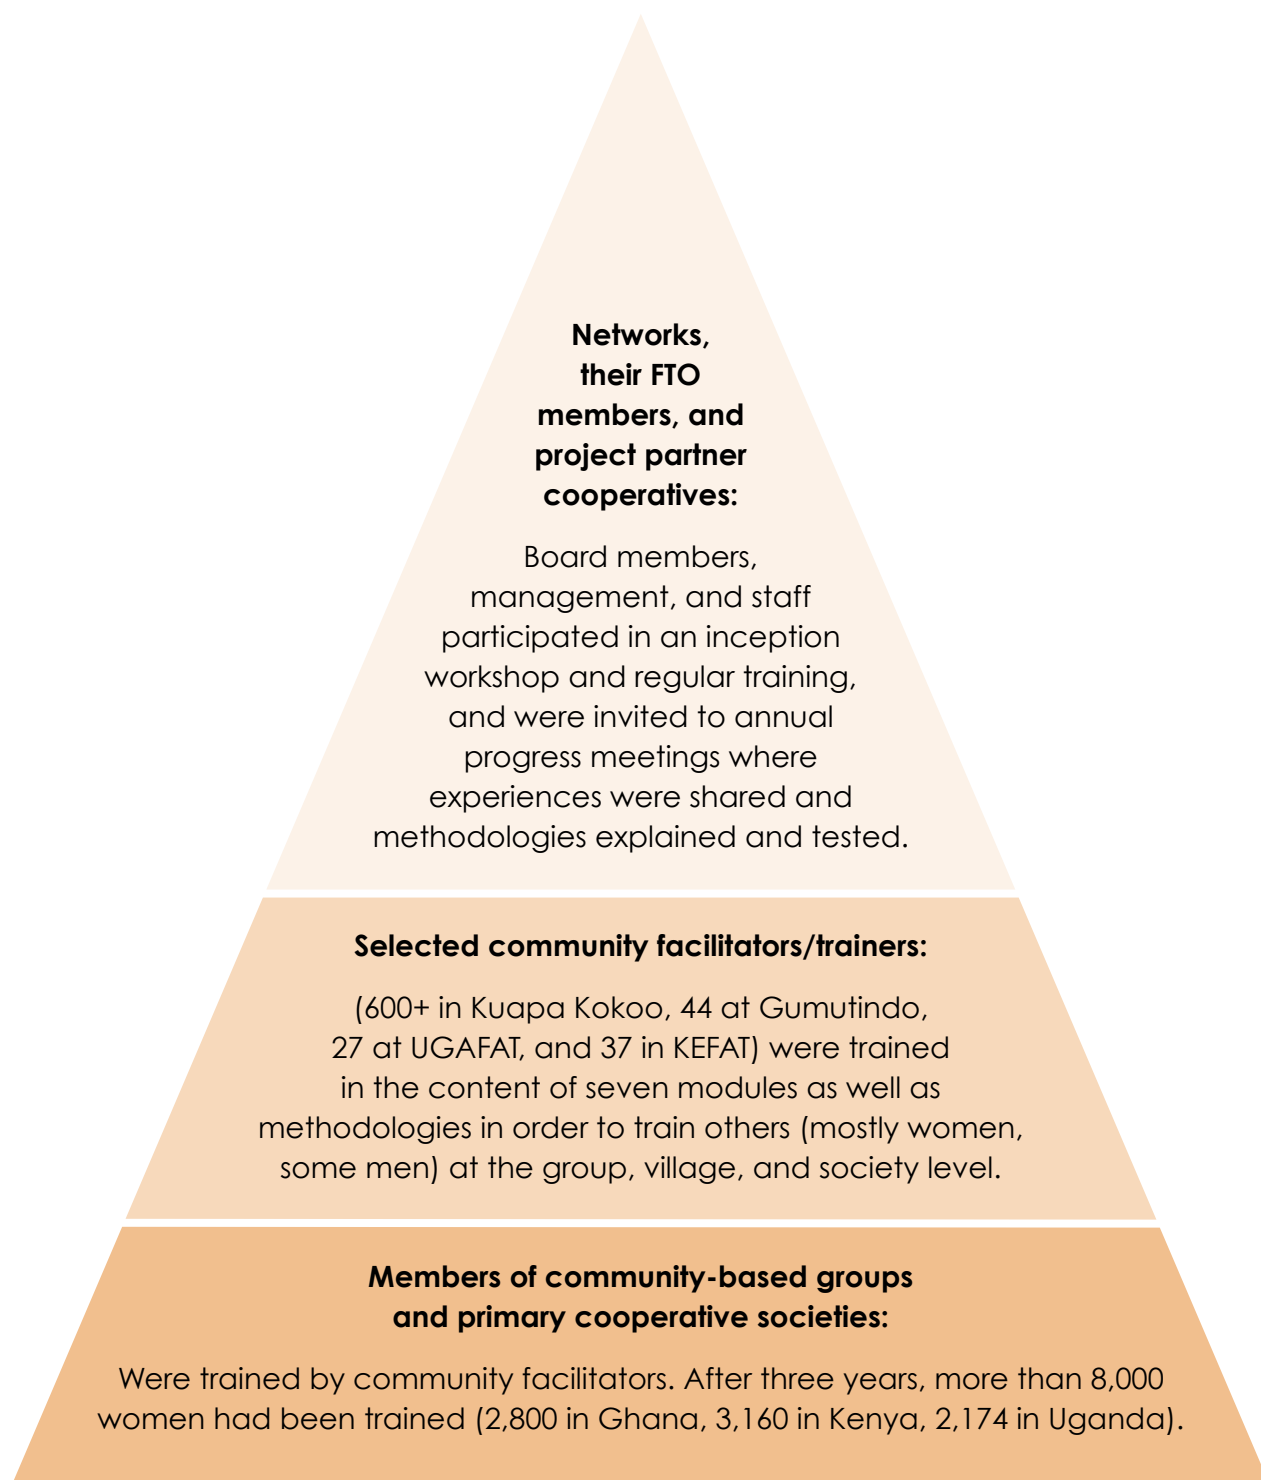 Networks,
their FTO
members, and
project partner
cooperatives:
Board members,
management, and staff
participated in an inception
workshop and regular training,
and were invited to annual
progress meetings where
experiences were shared and
methodologies explained and tested.
Selected community facilitators/trainers:
(600+ in Kuapa Kokoo, 44 at Gumutindo,
27 at UGAFAT, and 37 in KEFAT) were trained
in the content of seven modules as well as
methodologies in order to train others (mostly women,
some men) at the group, village, and society level.
Members of community-based groups
and primary cooperative societies:
Were trained by community facilitators. After three years, more than 8,000
women had been trained (2,800 in Ghana, 3,160 in Kenya, 2,174 in Uganda).